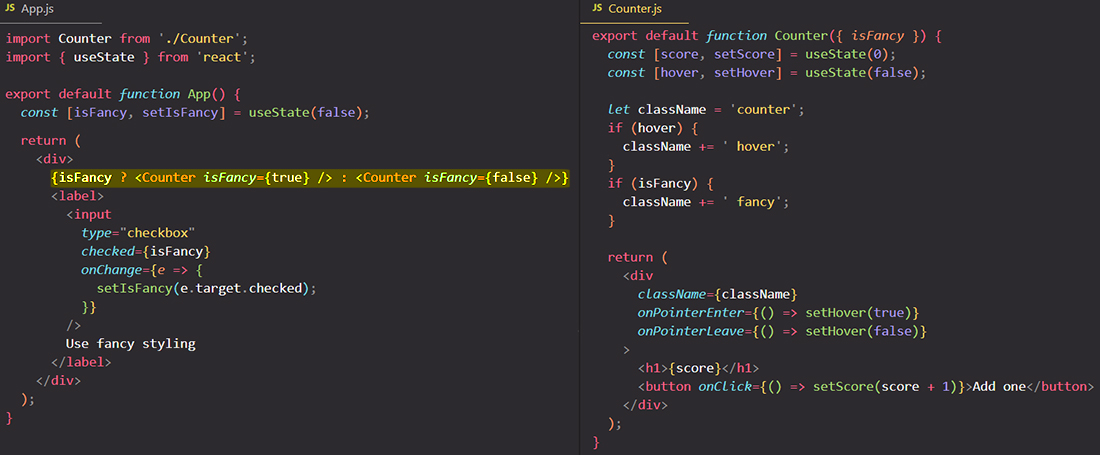 JS App.js
import Counter from './Counter';
import { useState } from 'react';
export default function App() {
const [isFancy, setIsFancy] = useState(false);
return (
<div>
{isFancy ? <Counter isFancy={true} /> : <Counter isFancy={false} />}
<label>
<input
type="checkbox"
checked={isFancy}
onChange={e => {
setIsFancy(e.target.checked);
}}
/>
Use fancy styling
</label>
</div>
);
}
JS Counter.js
export default function Counter({ isFancy }) {
const [score, setScore] = useState(0);
const [hover, setHover] = useState(false);
let className = 'counter';
if (hover) {
className += ' hover';
}
if (isFancy) {
className += ' fancy';
}
return (
<div
className={className}
onPointerEnter={() => setHover(true)}
onPointerLeave={() => setHover(false)}
>
<h1>{score}</h1>
<button onClick={() => setScore(score + 1)}>Add one</button>
</div>
);
}